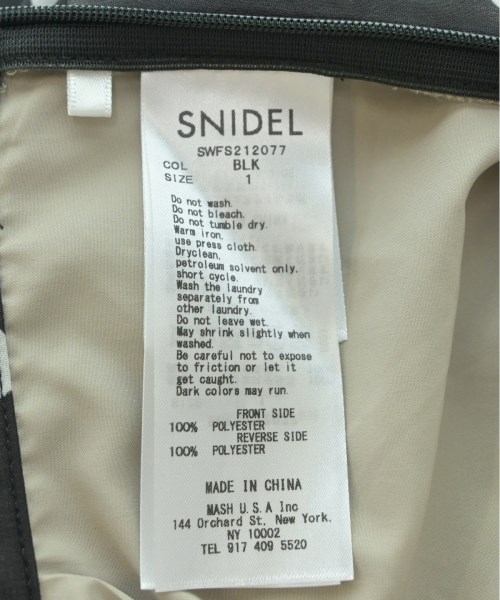 SNIDEL
SWFS212077
COL BLK
SIZE 1
Do not wash.
Do not bleach.
Do not tumble dry.
Warm iron,
use press cloth.
Dryclean,
petroleum solvent only.
short cycle.
Wash the laundry
separately from
other laundry.
Do not leave wet.
May shrink slightly when
washed.
Be careful not to expose
to friction or let it
get caught.
Dark colors may run.
FRONT SIDE
100% POLYESTER
REVERSE SIDE
100% POLYESTER
MADE IN CHINA
MASH U.S.A Inc
144 Orchard St, New York.
NY 10002
TEL 917 409 5520